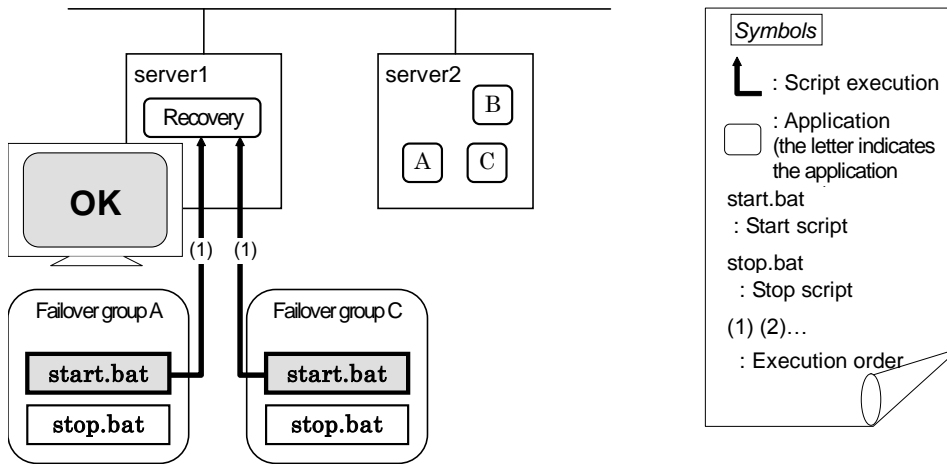 server1
Recovery
server2
B
A
C
OK
(1)
(1)
Failover group A
start.bat
stop.bat
Failover group C
start.bat
stop.bat
Symbols
: Script execution
: Application
(the letter indicates
the application
start.bat
: Start script
stop.bat
: Stop script
(1) (2)…
: Execution order